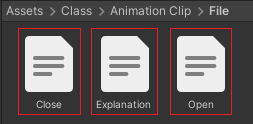 Assets > Class > Animation Clip > File
Close
Explanation
Open